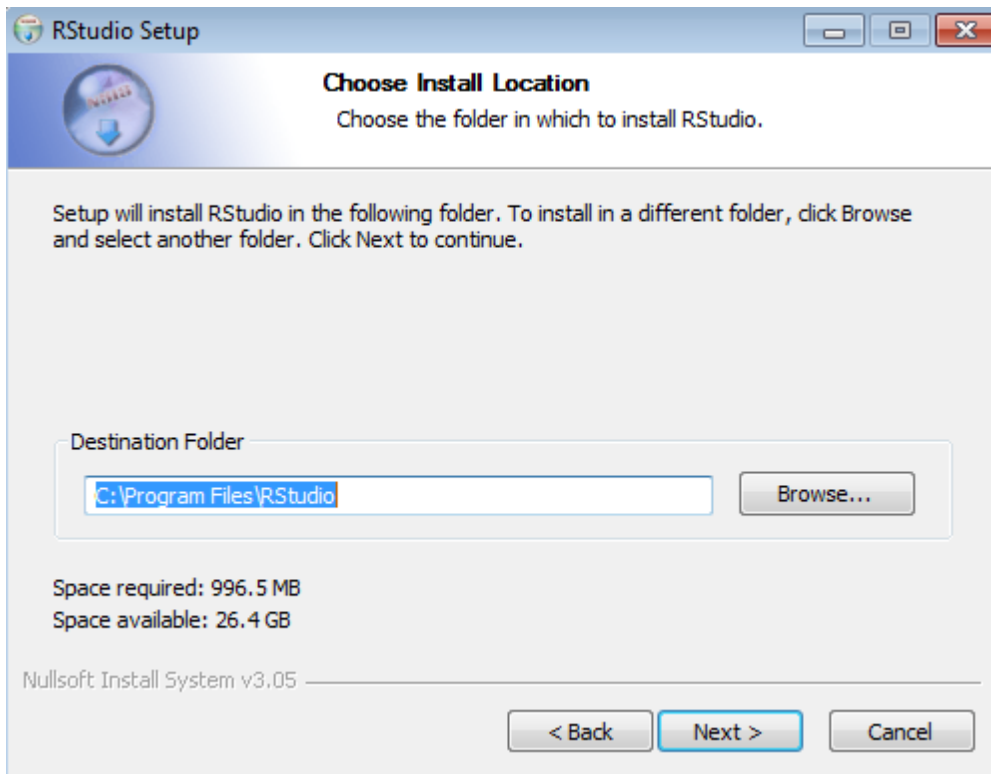 RStudio Setup
Choose Install Location
Choose the folder in which to install RStudio.
Setup will install RStudio in the following folder. To install in a different folder, click Browse
and select another folder. Click Next to continue.
Destination Folder
C:\Program Files\RStudio
Browse...
Space required: 996.5 MB
Space available: 26.4 GB
Nullsoft Install System v3.05
< Back
Next >
Cancel